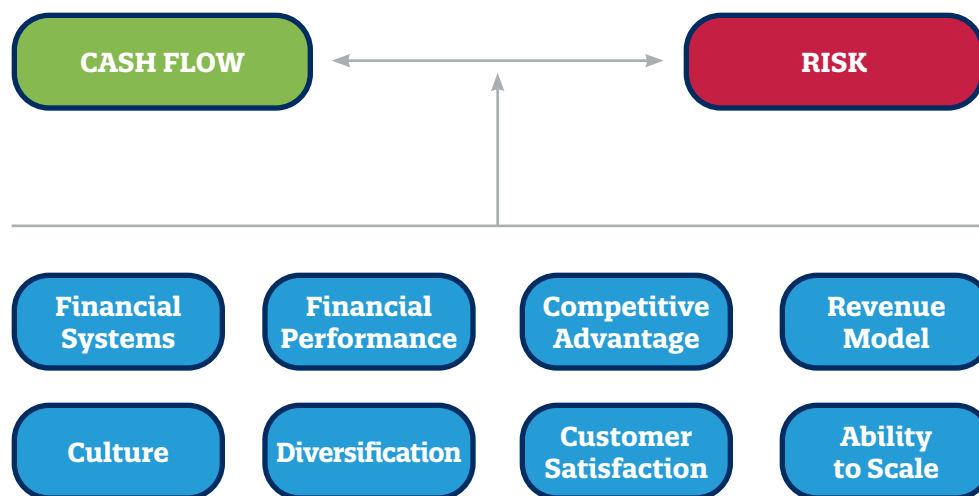 CASH FLOW
RISK
Financial
Systems
Financial
Performance
Competitive
Advantage
Revenue
Model
Culture
Diversification
Customer
Satisfaction
Ability
to Scale